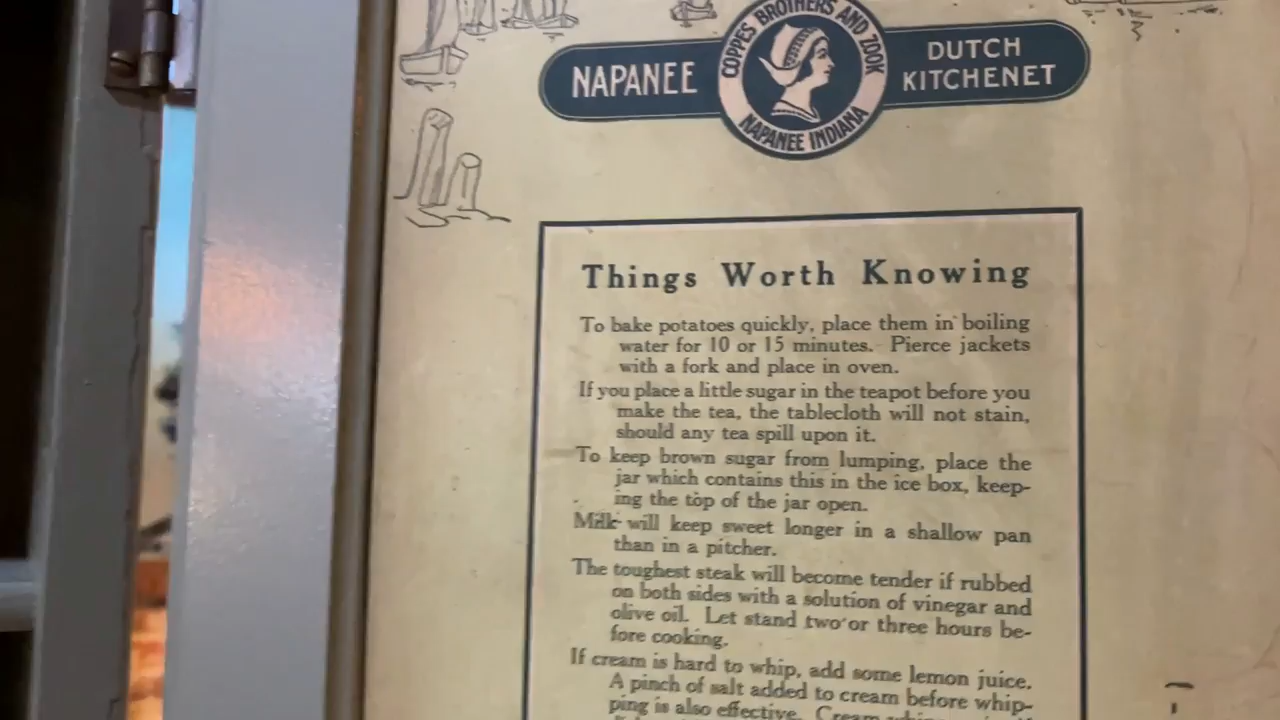 COPPES BROTHERS AND ZOOK
NAPANEE
DUTCH
KITCHENET
NAPANEE INDIANA
Things Worth Knowing
To bake potatoes quickly, place them in boiling
water for 10 or 15 minutes. Pierce jackets
with a fork and place in oven.
If you place a little sugar in the teapot before you
make the tea, the tablecloth will not stain,
should any tea spill upon it.
To keep brown sugar from lumping, place the
jar which contains this in the ice box, keep-
ing the top of the jar open.
Milk will keep sweet longer in a shallow pan
than in a pitcher.
The toughest steak will become tender if rubbed
on both sides with a solution of vinegar and
olive oil. Let stand two or three hours be-
fore cooking.
If cream is hard to whip, add some lemon juice.
A pinch of salt added to cream before whip-
ping is also effective. Cream